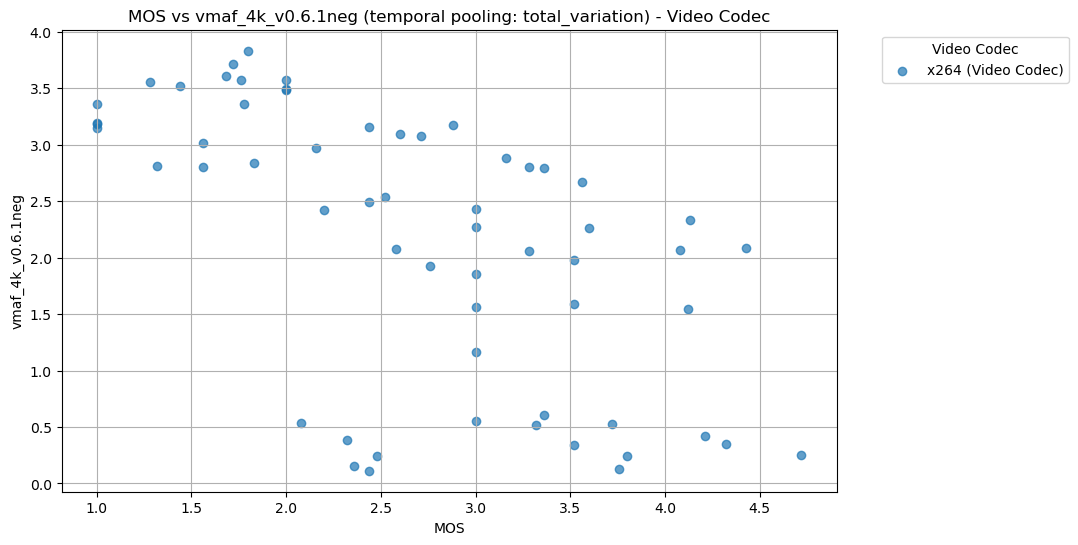 MOS vs vmaf_4k_v0.6.1neg (temporal pooling: total_variation) - Video Codec
Video Codec
x264 (Video Codec)
vmaf_4k_v0.6.1neg
4.0
3.5
3.0
2.5
2.0
1.5
1.0
0.5
0.0
1.0 1.5 2.0 2.5 3.0 3.5 4.0 4.5
MOS